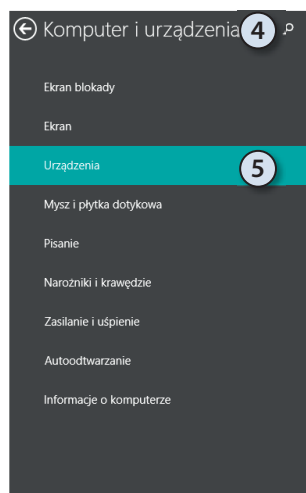 Komputer i urządzenia 4
Ekran blokady
Ekran
Urządzenia 5
Mysz i płytka dotykowa
Pisanie
Narożniki i krawędzie
Zasilanie i uśpienie
Autoodtwarzanie
Informacje o komputerze